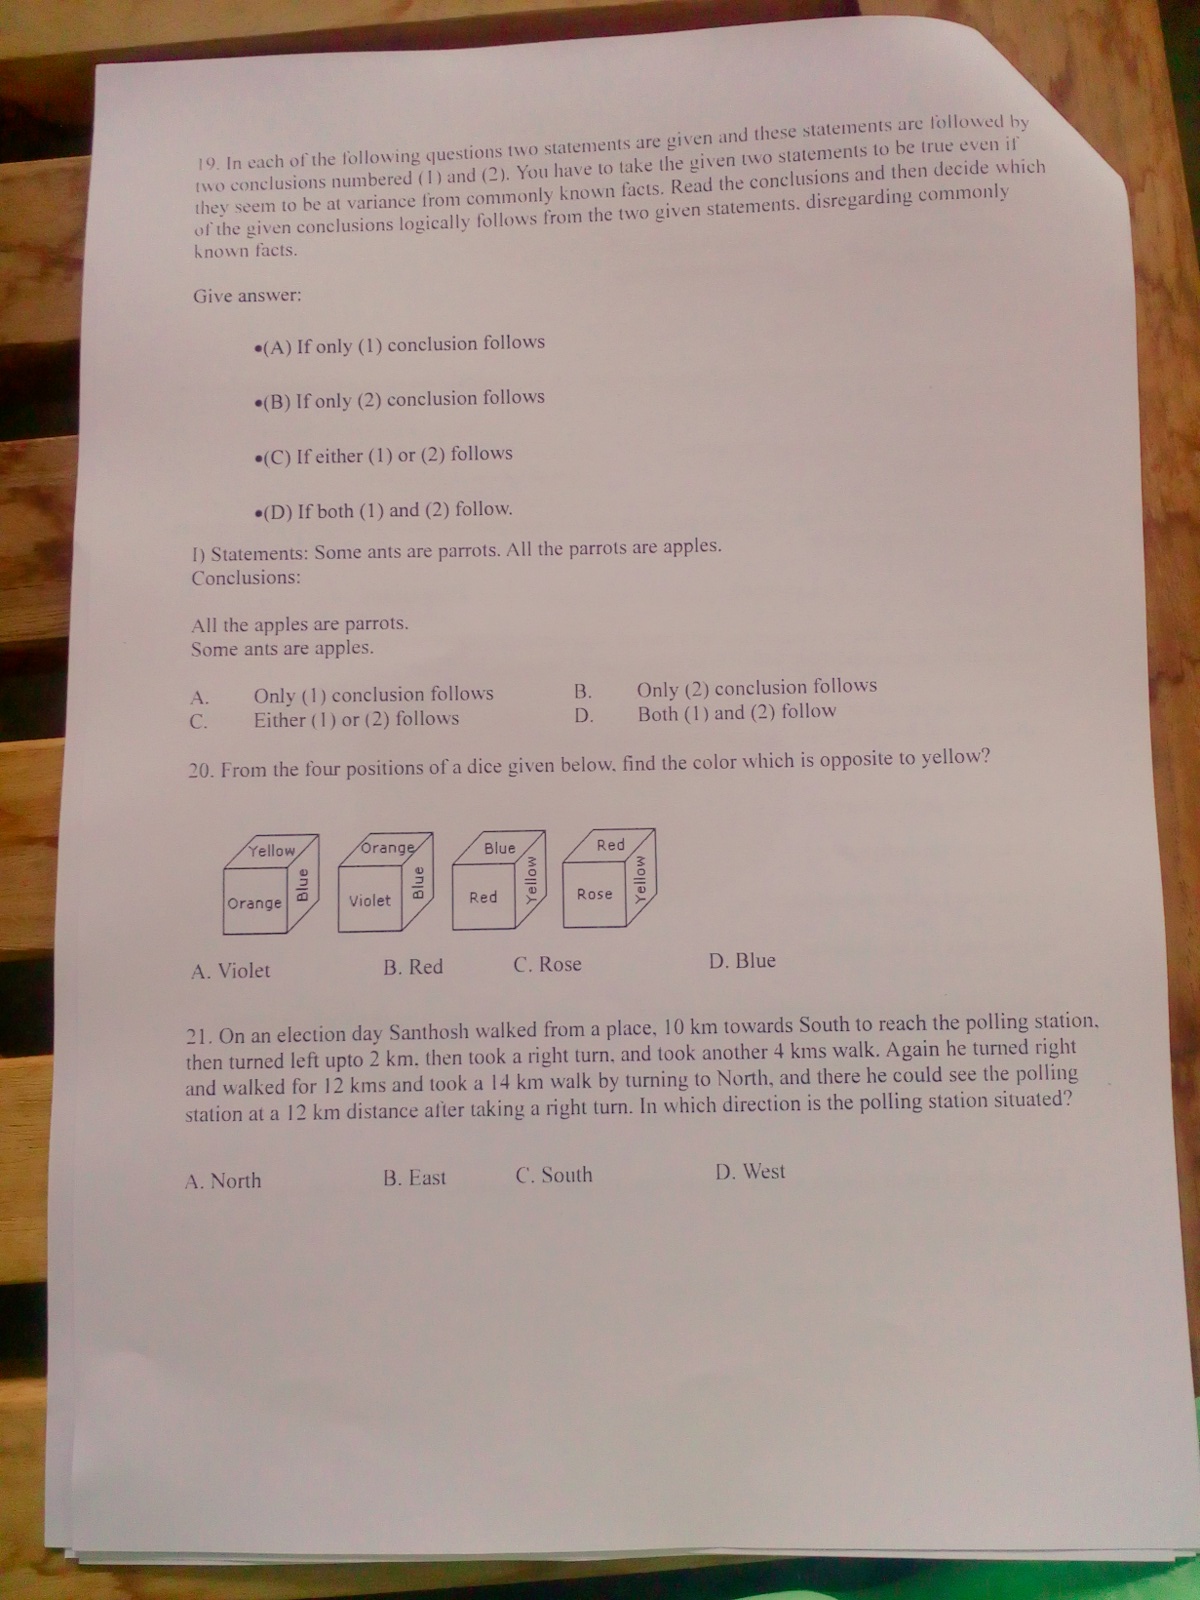 19. In each of the following questions two statements are given and these statements are followed by
two conclusions numbered (1) and (2). You have to take the given two statements to be true even if
they seem to be at variance from commonly known facts. Read the conclusions and then decide which
of the given conclusions logically follows from the two given statements, disregarding commonly
known facts.
Give answer:
•(A) If only (1) conclusion follows
•(B) If only (2) conclusion follows
•(C) If either (1) or (2) follows
•(D) If both (1) and (2) follow.
I) Statements: Some ants are parrots. All the parrots are apples.
Conclusions:
All the apples are parrots.
Some ants are apples.
A. Only (1) conclusion follows B. Only (2) conclusion follows
C. Either (1) or (2) follows D. Both (1) and (2) follow
20. From the four positions of a dice given below, find the color which is opposite to yellow?
Yellow Orange Blue
Orange Violet Blue
Blue Red Yellow
Red Rose Yellow
A. Violet B. Red C. Rose D. Blue
21. On an election day Santhosh walked from a place, 10 km towards South to reach the polling station,
then turned left upto 2 km, then took a right turn, and took another 4 kms walk. Again he turned right
and walked for 12 kms and took a 14 km walk by turning to North, and there he could see the polling
station at a 12 km distance after taking a right turn. In which direction is the polling station situated?
A. North B. East C. South D. West